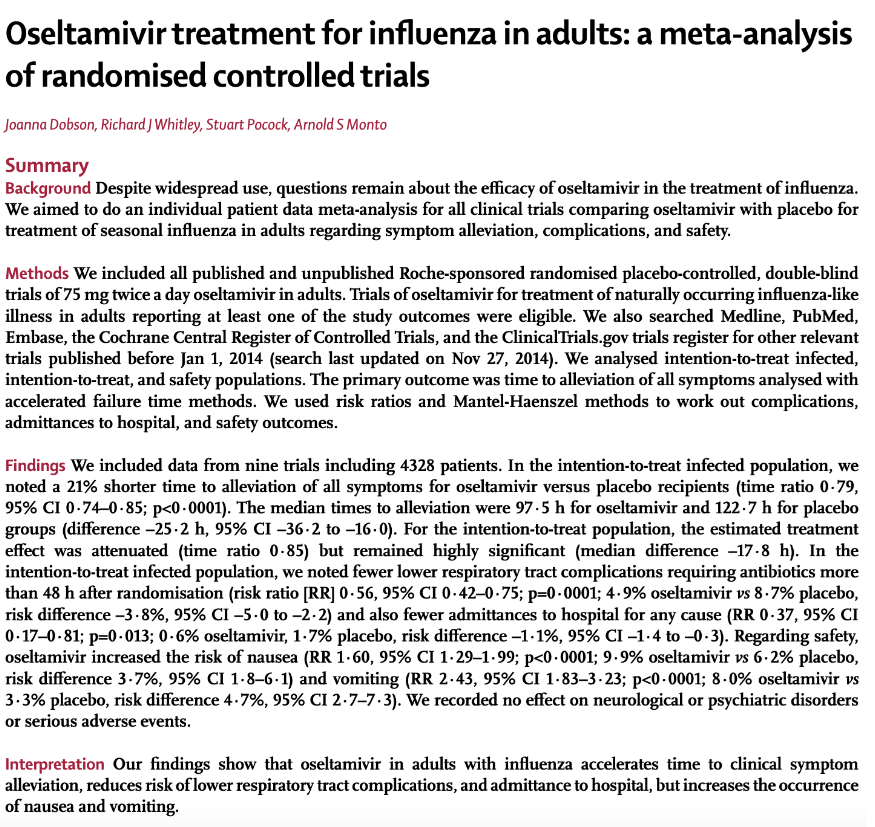 Oseltamivir treatment for influenza in adults: a meta-analysis
of randomised controlled trials
Joanna Dobson, Richard J Whitley, Stuart Pocock, Arnold S Monto
Summary
Background Despite widespread use, questions remain about the efficacy of oseltamivir in the treatment of influenza.
We aimed to do an individual patient data meta-analysis for all clinical trials comparing oseltamivir with placebo for
treatment of seasonal influenza in adults regarding symptom alleviation, complications, and safety.
Methods We included all published and unpublished Roche-sponsored randomised placebo-controlled, double-blind
trials of 75 mg twice a day oseltamivir in adults. Trials of oseltamivir for treatment of naturally occurring influenza-like
illness in adults reporting at least one of the study outcomes were eligible. We also searched Medline, PubMed,
Embase, the Cochrane Central Register of Controlled Trials, and the ClinicalTrials.gov trials register for other relevant
trials published before Jan 1, 2014 (search last updated on Nov 27, 2014). We analysed intention-to-treat infected,
intention-to-treat, and safety populations. The primary outcome was time to alleviation of all symptoms analysed with
accelerated failure time methods. We used risk ratios and Mantel-Haenszel methods to work out complications,
admittances to hospital, and safety outcomes.
Findings We included data from nine trials including 4328 patients. In the intention-to-treat infected population, we
noted a 21% shorter time to alleviation of all symptoms for oseltamivir versus placebo recipients (time ratio 0·79,
95% CI 0·74–0·85; p<0·0001). The median times to alleviation were 97·5 h for oseltamivir and 122·7 h for placebo
groups (difference –25·2 h, 95% CI –36·2 to –16·0). For the intention-to-treat population, the estimated treatment
effect was attenuated (time ratio 0·85) but remained highly significant (median difference –17·8 h). In the
intention-to-treat infected population, we noted fewer lower respiratory tract complications requiring antibiotics more
than 48 h after randomisation (risk ratio [RR] 0·56, 95% CI 0·42–0·75; p=0·0001; 4·9% oseltamivir vs 8·7% placebo,
risk difference –3·8%, 95% CI –5·0 to –2·2) and also fewer admittances to hospital for any cause (RR 0·37, 95% CI
0·17–0·81; p=0·013; 0·6% oseltamivir, 1·7% placebo, risk difference –1·1%, 95% CI –1·4 to –0·3). Regarding safety,
oseltamivir increased the risk of nausea (RR 1·60, 95% CI 1·29–1·99; p<0·0001; 9·9% oseltamivir vs 6·2% placebo,
risk difference 3·7%, 95% CI 1·8–6·1) and vomiting (RR 2·43, 95% CI 1·83–3·23; p<0·0001; 8·0% oseltamivir vs
3·3% placebo, risk difference 4·7%, 95% CI 2·7–7·3). We recorded no effect on neurological or psychiatric disorders
or serious adverse events.
Interpretation Our findings show that oseltamivir in adults with influenza accelerates time to clinical symptom
alleviation, reduces risk of lower respiratory tract complications, and admittance to hospital, but increases the occurrence
of nausea and vomiting.